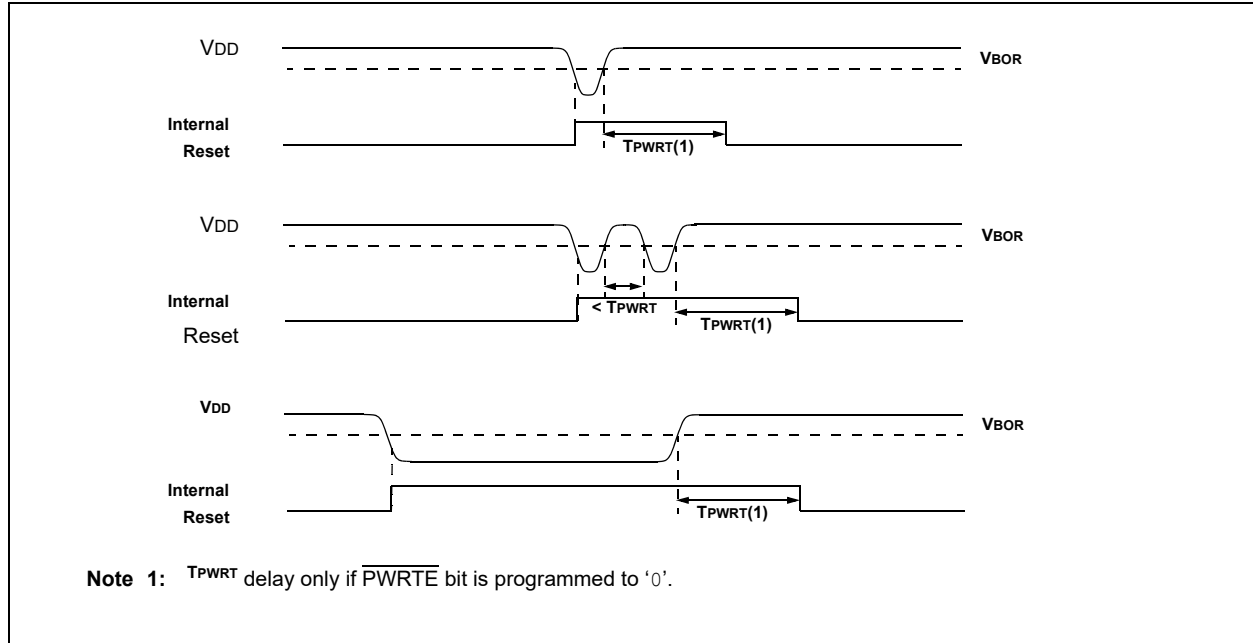 VDD
VBOR
Internal
Reset
TPWRT(1)
VDD
VBOR
Internal
Reset
< TPWRT
TPWRT(1)
VDD
VBOR
Internal
Reset
TPWRT(1)
Note 1: TPWRT delay only if PWRTE bit is programmed to ‘0’.